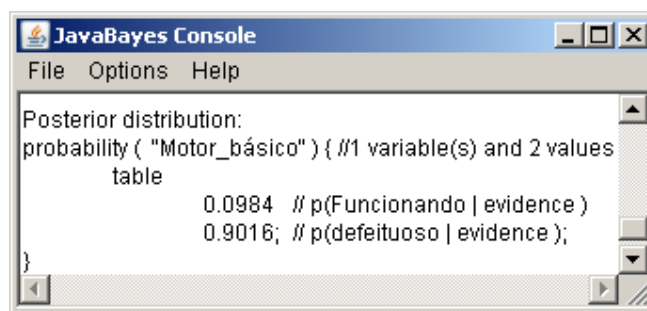 JavaBayes Console
File Options Help
Posterior distribution:
probability ( "Motor_básico" ) { //1 variable(s) and 2 values
table
0.0984 // p(Funcionando | evidence )
0.9016; // p(defeituoso | evidence );
}